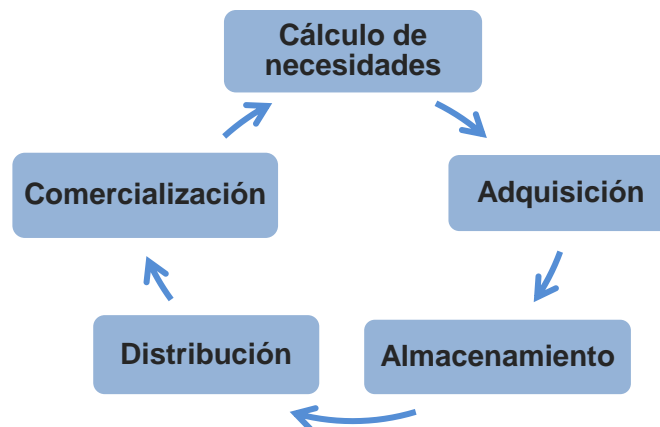 Cálculo de
necesidades
Comercialización
Adquisición
Distribución
Almacenamiento